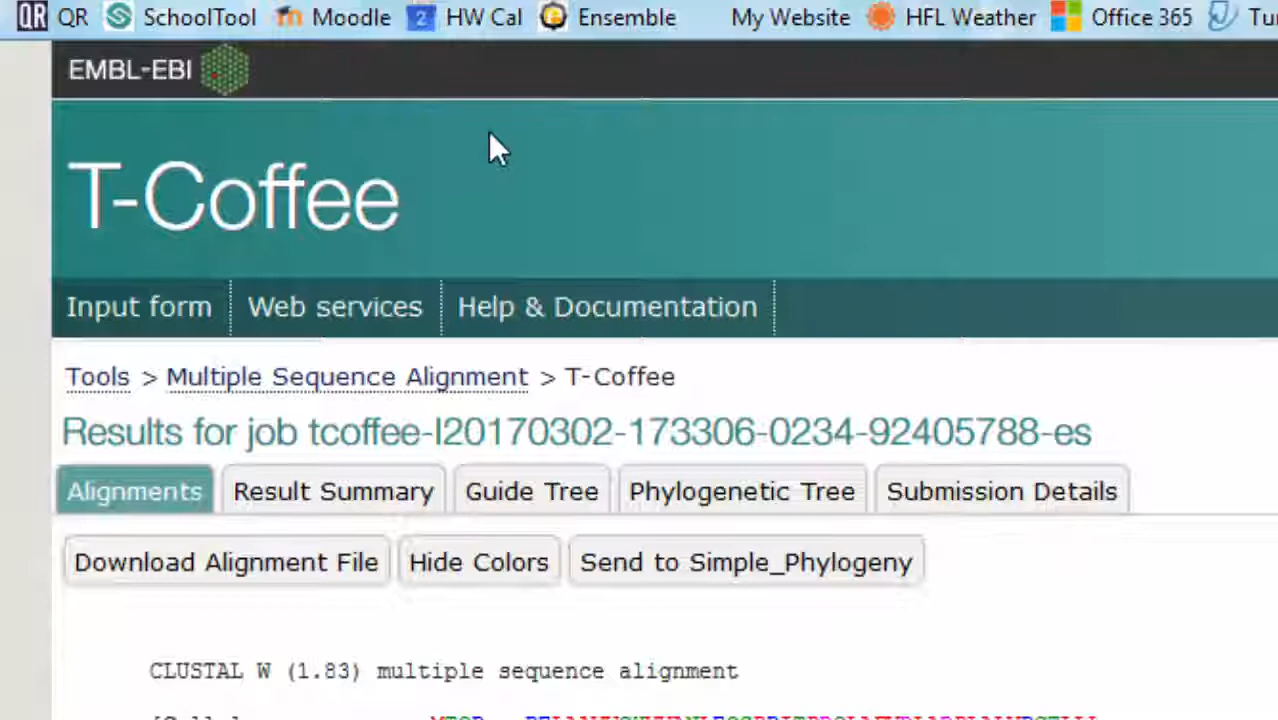 QR QR SchoolTool Moodle 2 HW Cal Ensemble My Website HFL Weather Office 365
EMBL-EBI
T-Coffee
Input form Web services Help & Documentation
Tools > Multiple Sequence Alignment > T-Coffee
Results for job tcoffee-I20170302-173306-0234-92405788-es
Alignments Result Summary Guide Tree Phylogenetic Tree Submission Details
Download Alignment File Hide Colors Send to Simple_Phylogeny
CLUSTAL W (1.83) multiple sequence alignment